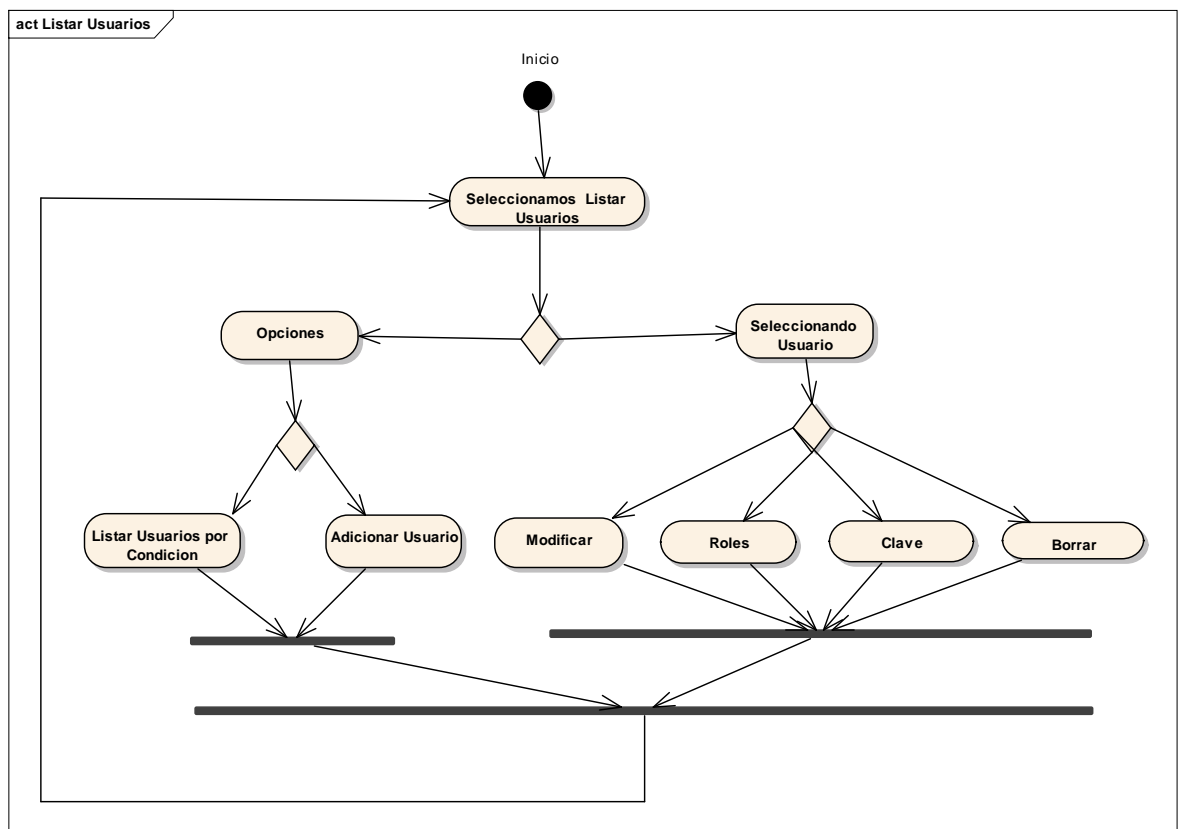 act Listar Usuarios
Inicio
Seleccionamos Listar
Usuarios
Opciones
Seleccionando
Usuario
Listar Usuarios por
Condicion
Adicionar Usuario
Modificar
Roles
Clave
Borrar